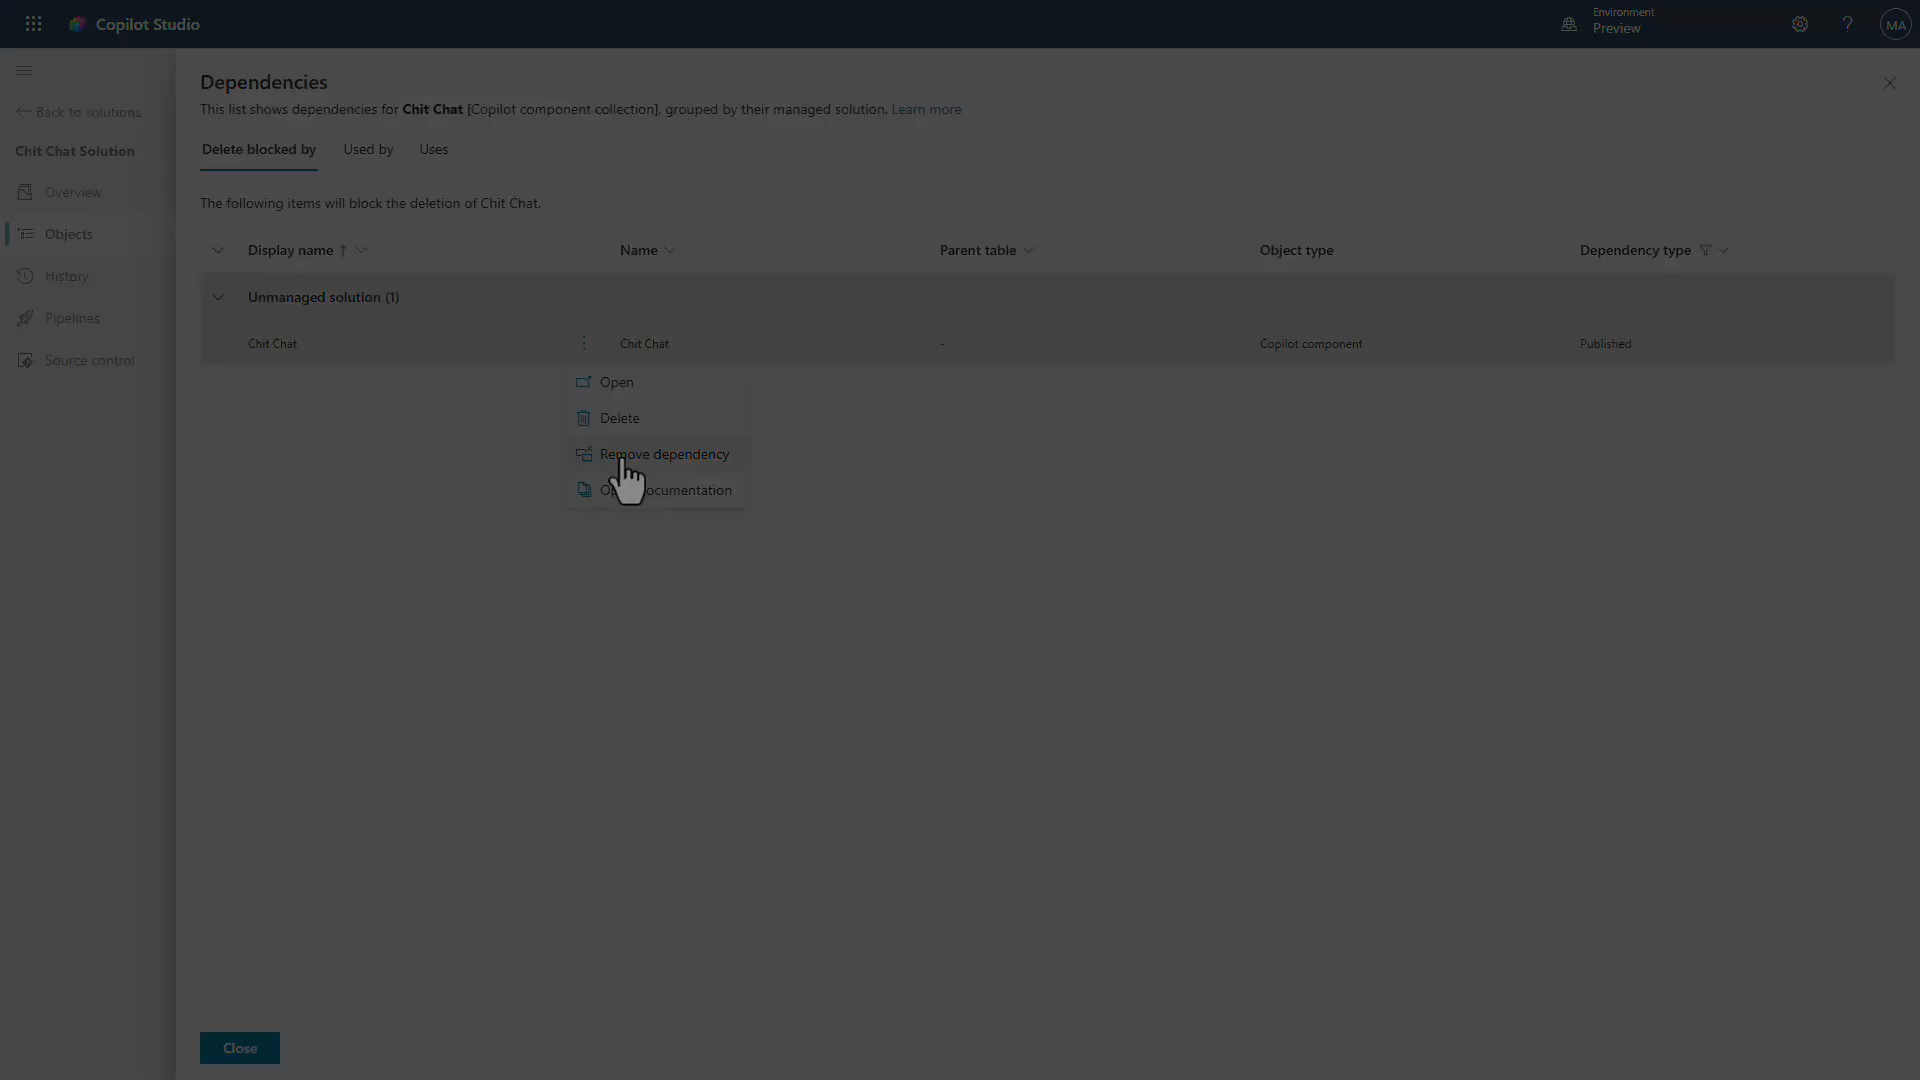 Copilot Studio
Environment
Preview
MA
Back to solutions
Chit Chat Solution
Overview
Objects
History
Pipelines
Source control
Dependencies
This list shows dependencies for Chit Chat [Copilot component collection], grouped by their managed solution. Learn more
Delete blocked by Used by Uses
The following items will block the deletion of Chit Chat.
Display name Name Parent table Object type Dependency type
Unmanaged solution (1)
Chit Chat Chit Chat - Copilot component Published
Open
Delete
Remove dependency
ocumentation
Close